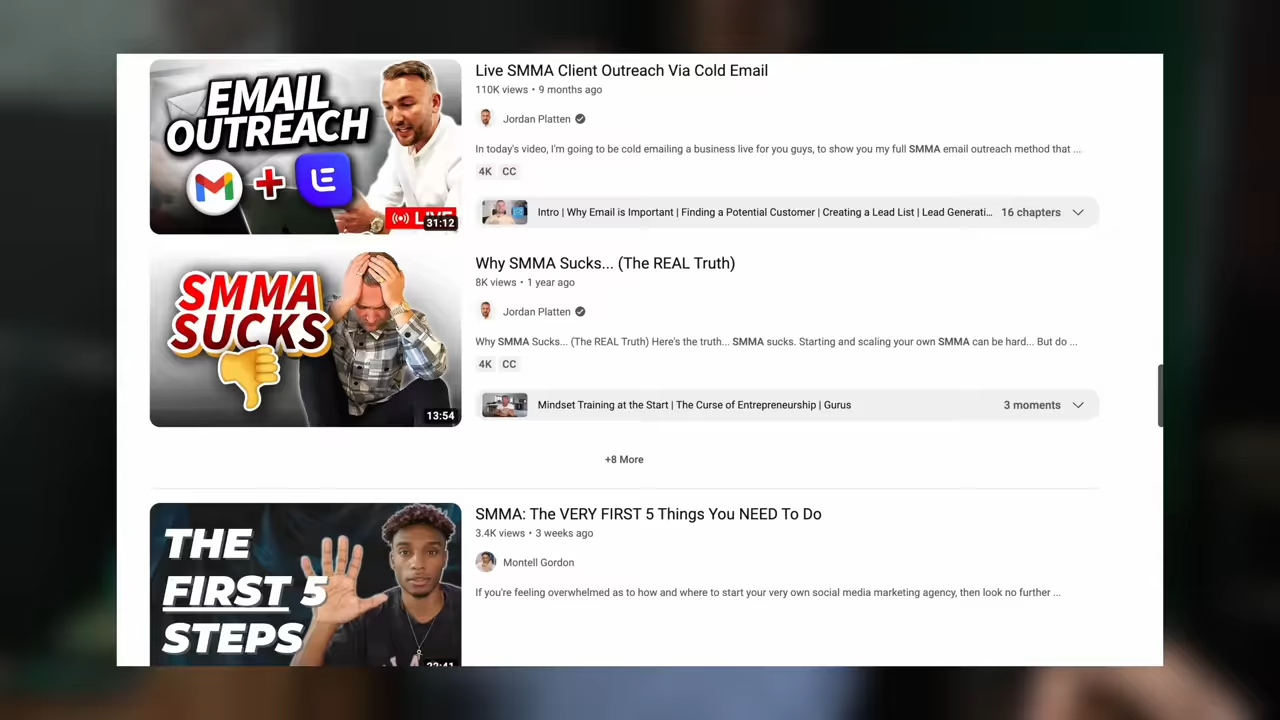 EMAIL
OUTREACH
LIVE
31:12
Live SMMA Client Outreach Via Cold Email
110K views • 9 months ago
Jordan Platten
In today's video, I'm going to be cold emailing a business live for you guys, to show you my full SMMA email outreach method that ...
4K CC
Intro | Why Email is Important | Finding a Potential Customer | Creating a Lead List | Lead Generati... 16 chapters
SMMA
SUCKS
13:54
Why SMMA Sucks... (The REAL Truth)
8K views • 1 year ago
Jordan Platten
Why SMMA Sucks... (The REAL Truth) Here's the truth... SMMA sucks. Starting and scaling your own SMMA can be hard... But do ...
4K CC
Mindset Training at the Start | The Curse of Entrepreneurship | Gurus 3 moments
+8 More
THE
FIRST 5
STEPS
22:41
SMMA: The VERY FIRST 5 Things You NEED To Do
3.4K views • 3 weeks ago
Montell Gordon
If you're feeling overwhelmed as to how and where to start your very own social media marketing agency, then look no further ...